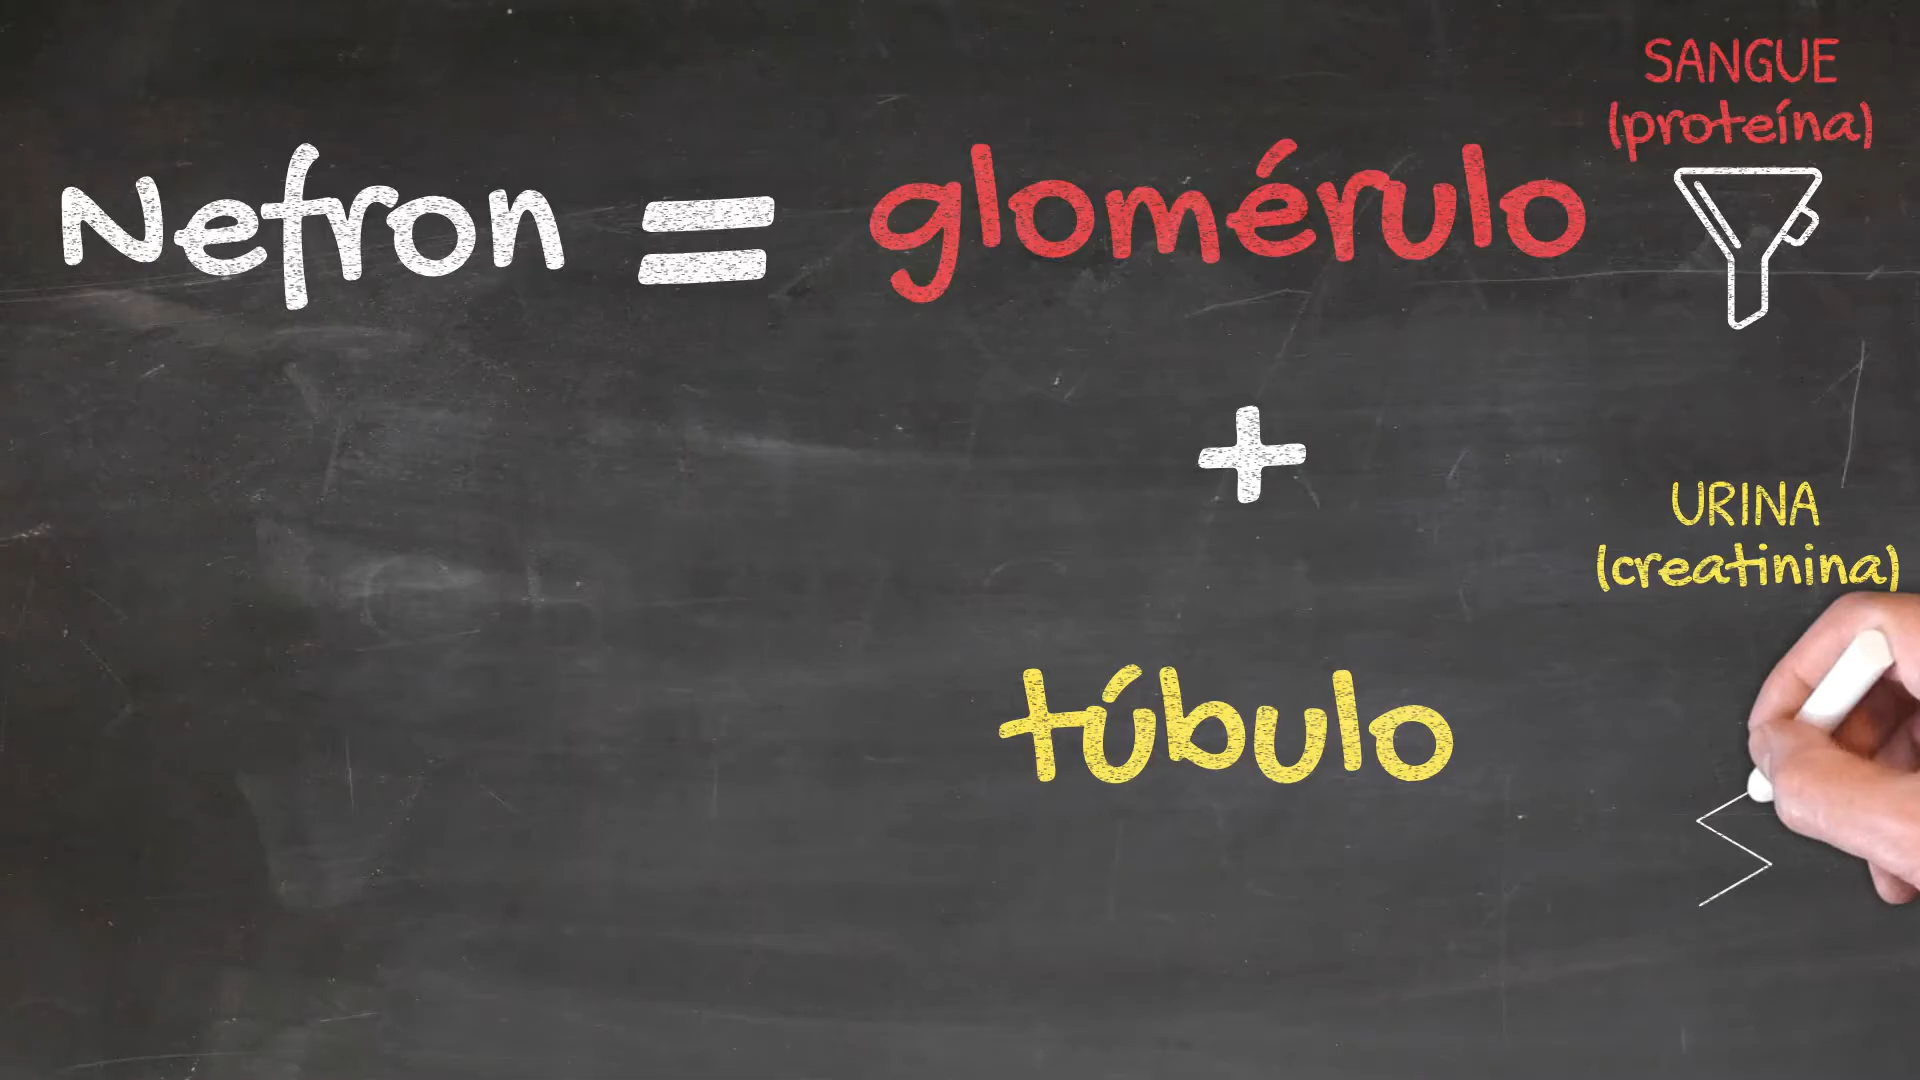 SANGUE
(proteína)
Nefron = glomérulo
+
URINA
(creatinina)
túbulo